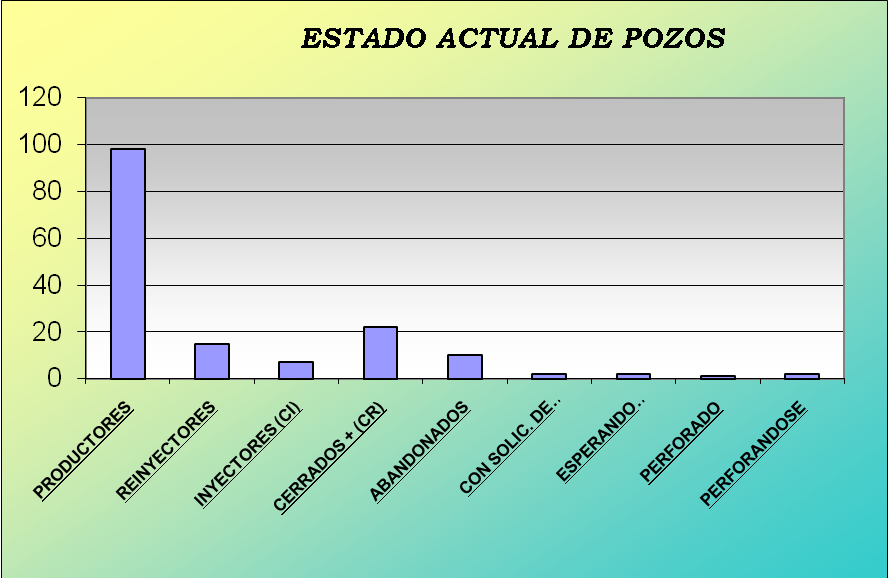 ESTADO ACTUAL DE POZOS
120
100
80
60
40
20
0
PRODUCTORES
REINYECTORES
INYECTORES (CI)
CERRADOS + (CR)
ABANDONADOS
CON SOLIC. DE..
ESPERANDO..
PERFORADO
PERFORANDOSE